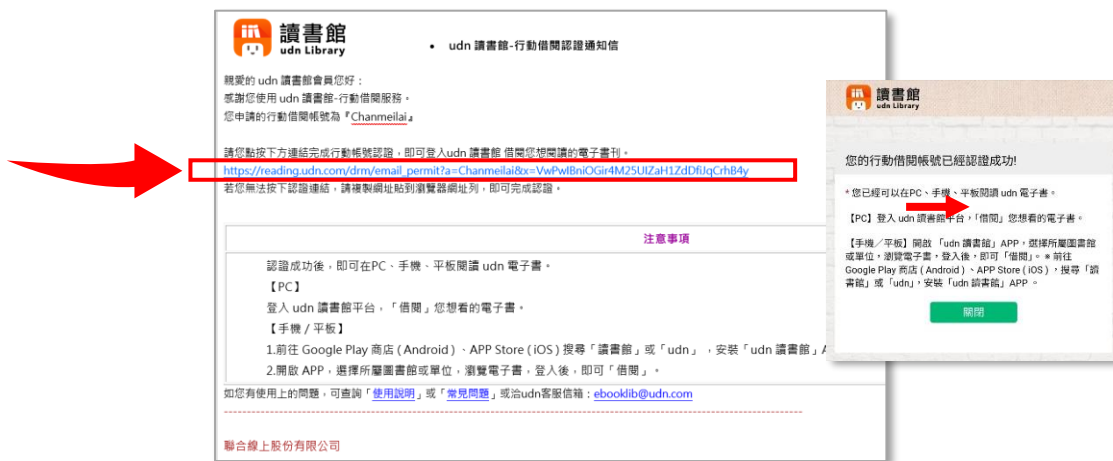 讀書館
udn Library
• udn 讀書館-行動借閱認證通知信
親愛的 udn 讀書館會員您好：
感謝您使用 udn 讀書館-行動借閱服務。
您申請的行動借閱帳號為『Chanmeilai』
請您點按下方連結完成行動帳號認證，即可登入udn 讀書館 借閱您想閱讀的電子書刊。
https://reading.udn.com/drm/email_permit?a=Chanmeilai&x=VwPwIBniOGir4M25UIZaH1ZdDfiJqCrhB4y
若您無法按下認證連結，請複製網址貼到瀏覽器網址列，即可完成認證。
注意事項
認證成功後，即可在PC、手機、平板閱讀 udn 電子書。
【PC】
登入 udn 讀書館平台，「借閱」您想看的電子書。
【手機 / 平板】
1.前往 Google Play 商店 ( Android ) 、APP Store ( iOS ) 搜尋「讀書館」或「udn」，安裝「udn 讀書館」A
2.開啟 APP，選擇所屬圖書館或單位，瀏覽電子書，登入後，即可「借閱」。
如您有使用上的問題，可查詢「使用說明」或「常見問題」或洽udn客服信箱：ebooklib@udn.com
聯合線上股份有限公司
讀書館
udn Library
您的行動借閱帳號已經認證成功!
* 您已經可以在PC、手機、平板閱讀 udn 電子書。
【PC】登入 udn 讀書館平台，「借閱」您想看的電子書。
【手機／平板】開啟 「udn 讀書館」APP，選擇所屬圖書館
或單位，瀏覽電子書，登入後，即可「借閱」。※ 前往
Google Play 商店 ( Android ) 、APP Store ( iOS ) ，搜尋「讀
書館」或「udn」，安裝「udn 讀書館」APP 。
關閉